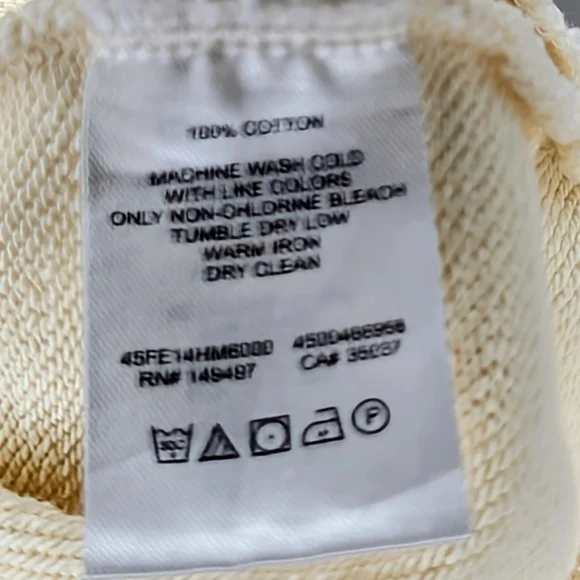 100% COTTON
MACHINE WASH COLD
WITH LIKE COLORS
ONLY NON-CHLORINE BLEACH
TUMBLE DRY LOW
WARM IRON
DRY CLEAN
45FE14HM6000
RN# 149487 CA#
P